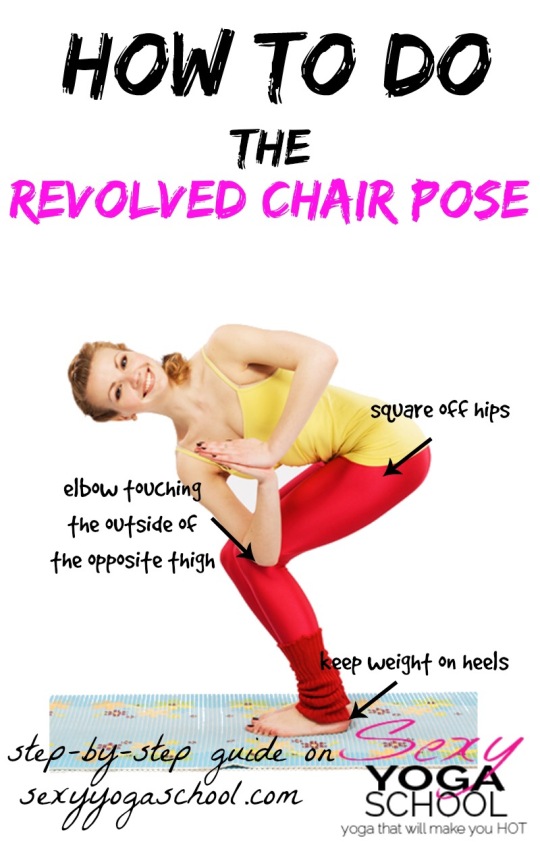 HOW TO DO
THE
REVOLVED CHAIR POSE
square off hips
elbow touching
the outside of
the opposite thigh
keep weight on heels
step-by-step guide on
sexyyogaschool.com
Sexy
YOGA
SCHOOL
yoga that will make you HOT